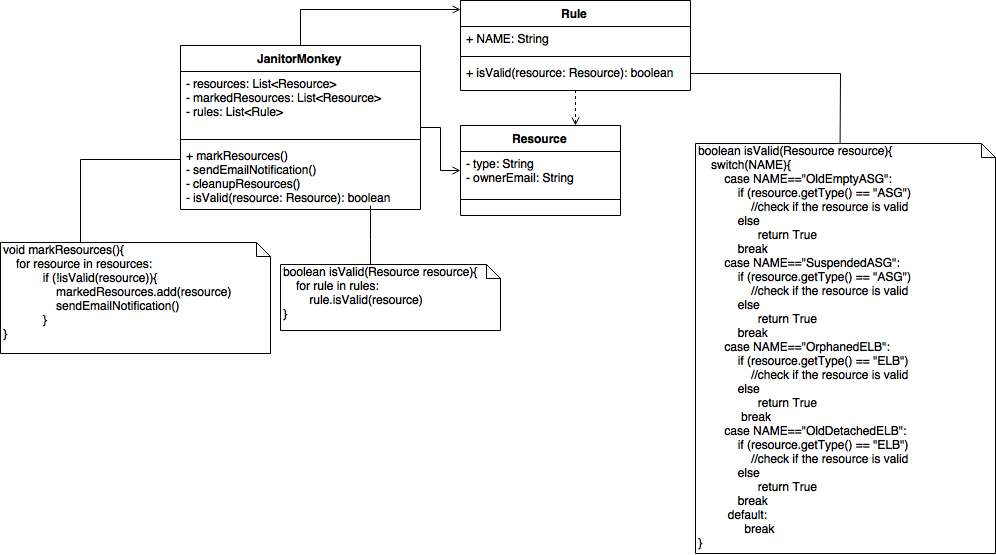 Rule
+ NAME: String
+ isValid(resource: Resource): boolean
JanitorMonkey
- resources: List<Resource>
- markedResources: List<Resource>
- rules: List<Rule>
+ markResources()
- sendEmailNotification()
- cleanupResources()
- isValid(resource: Resource): boolean
Resource
- type: String
- ownerEmail: String
void markResources(){
for resource in resources:
if (!isValid(resource)){
markedResources.add(resource)
sendEmailNotification()
}
}
boolean isValid(Resource resource){
for rule in rules:
rule.isValid(resource)
}
boolean isValid(Resource resource){
switch(NAME){
case NAME=="OldEmptyASG":
if (resource.getType() == "ASG")
//check if the resource is valid
else
return True
break
case NAME=="SuspendedASG":
if (resource.getType() == "ASG")
//check if the resource is valid
else
return True
break
case NAME=="OrphanedELB":
if (resource.getType() == "ELB")
//check if the resource is valid
else
return True
break
case NAME=="OldDetachedELB":
if (resource.getType() == "ELB")
//check if the resource is valid
else
return True
break
default:
break
}